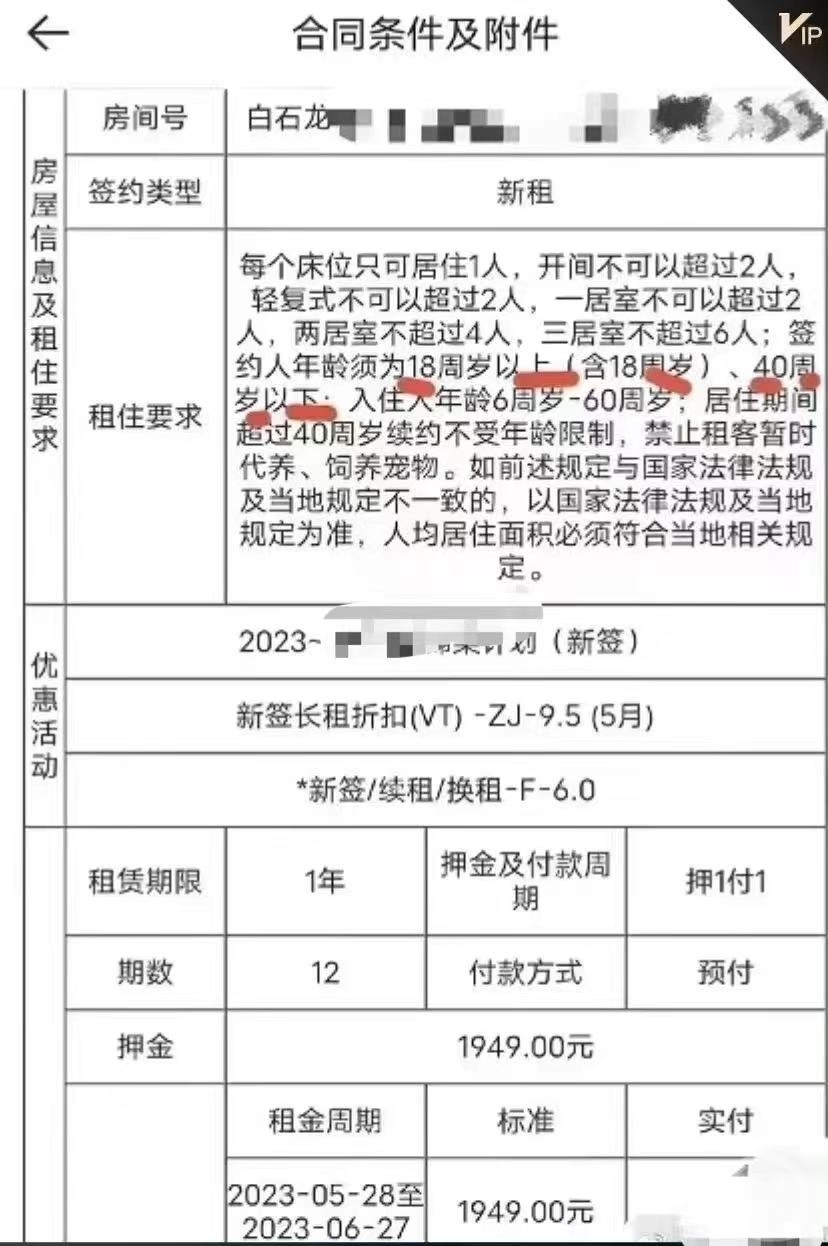 合同条件及附件
VIP
房屋信息及租住要求
房间号
白石龙
签约类型
新租
租住要求
每个床位只可居住1人，开间不可以超过2人，
轻复式不可以超过2人，一居室不可以超过2
人，两居室不超过4人，三居室不超过6人；签
约人年龄须为18周岁以上（含18周岁）、40周
岁以下；入住人年龄6周岁-60周岁；居住期间
超过40周岁续约不受年龄限制，禁止租客暂时
代养、饲养宠物。如前述规定与国家法律法规
及当地规定不一致的，以国家法律法规及当地
规定为准，人均居住面积必须符合当地相关规
定。
优惠活动
2023-
计划（新签）
新签长租折扣(VT) -ZJ-9.5 (5月)
*新签/续租/换租-F-6.0
租赁期限
1年
押金及付款周
期
押1付1
期数
12
付款方式
预付
押金
1949.00元
租金周期
标准
实付
2023-05-28至
2023-06-27
1949.00元